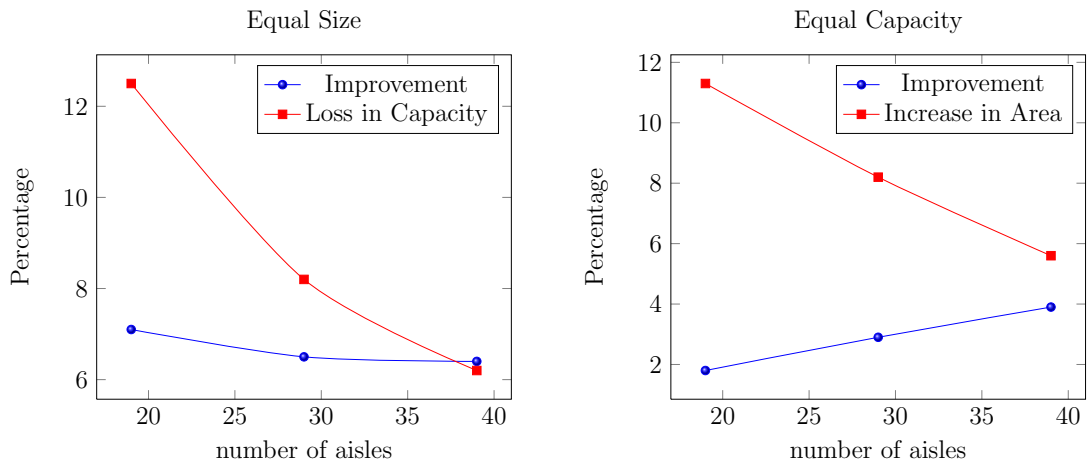 Equal Size
Improvement
Loss in Capacity
12
10
8
6
Percentage
20 25 30 35 40
number of aisles
Equal Capacity
Improvement
Increase in Area
12
10
8
6
4
2
Percentage
20 25 30 35 40
number of aisles